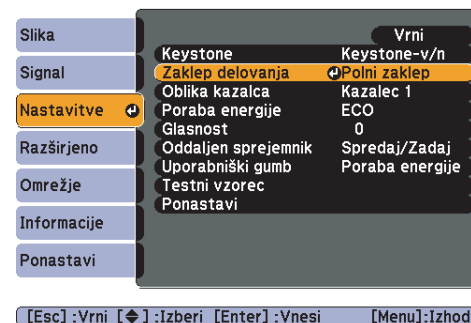 Slika
Signal
Nastavitve
Razširjeno
Omrežje
Informacije
Ponastavi
Vrni
Keystone Keystone-v/n
Zaklep delovanja Polni zaklep
Oblika kazalca Kazalec 1
Poraba energije ECO
Glasnost 0
Oddaljen sprejemnik Spredaj/Zadaj
Uporabniški gumb Poraba energije
Testni vzorec
Ponastavi
[Esc] :Vrni [◆] :Izberi [Enter] :Vnesi [Menu]:Izhod